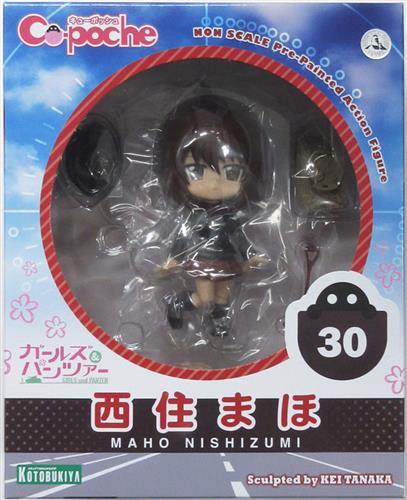 キューポッシュ
Cu-poche
NON SCALE Pre-Painted Action Figure
30
ガールズ&パンツァー
GIRLS und PANZER
西住まほ
MAHO NISHIZUMI
KOTOBUKIYA
Sculpted by KEI TANAKA